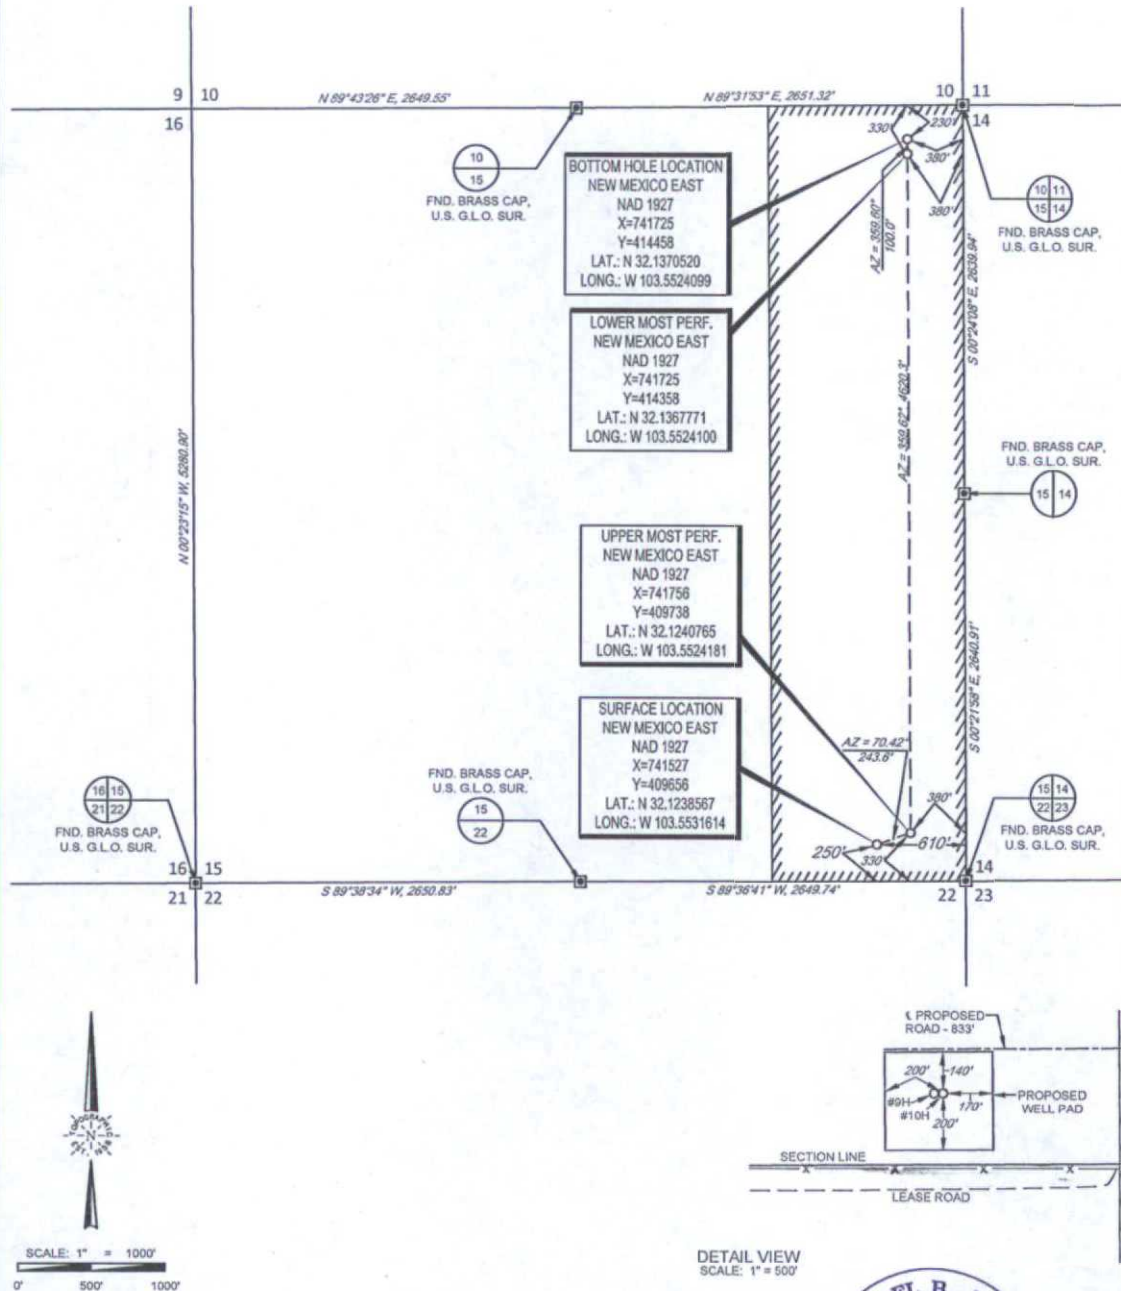 9 10
16
N 89°43'26" E, 2649.55'
N 89°31'53" E, 2651.32'
10 11
14
10
15
FND. BRASS CAP,
U.S. G.L.O. SUR.
BOTTOM HOLE LOCATION
NEW MEXICO EAST
NAD 1927
X=741725
Y=414458
LAT.: N 32.1370520
LONG.: W 103.5524099
330'
230'
380'
380'
AZ = 359.60°
100.0'
10 11
15 14
FND. BRASS CAP,
U.S. G.L.O. SUR.
S 00°24'08" E, 2639.94'
LOWER MOST PERF.
NEW MEXICO EAST
NAD 1927
X=741725
Y=414358
LAT.: N 32.1367771
LONG.: W 103.5524100
AZ = 359.62°, 4620.3'
N 00°23'15" W, 5280.90'
FND. BRASS CAP,
U.S. G.L.O. SUR.
15 14
UPPER MOST PERF.
NEW MEXICO EAST
NAD 1927
X=741756
Y=409738
LAT.: N 32.1240765
LONG.: W 103.5524181
S 00°21'58" E, 2640.91'
SURFACE LOCATION
NEW MEXICO EAST
NAD 1927
X=741527
Y=409656
LAT.: N 32.1238567
LONG.: W 103.5531614
AZ = 70.42°
243.6'
380'
610'
250'
330'
16 15
21 22
FND. BRASS CAP,
U.S. G.L.O. SUR.
FND. BRASS CAP,
U.S. G.L.O. SUR.
15
22
15 14
22 23
FND. BRASS CAP,
U.S. G.L.O. SUR.
16 15
21 22
S 89°38'34" W, 2650.83'
S 89°36'41" W, 2649.74'
14
22 23
PROPOSED
ROAD - 833'
200'
140'
#9H
#10H
170'
200'
PROPOSED
WELL PAD
SECTION LINE
LEASE ROAD
N
SCALE: 1" = 1000'
0' 500' 1000'
DETAIL VIEW
SCALE: 1" = 500'